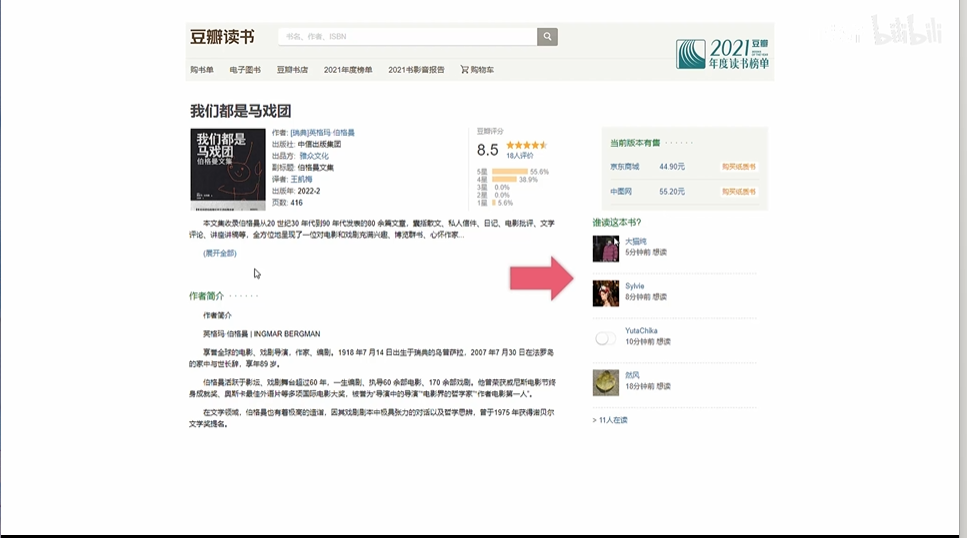 豆瓣读书
书名、作者、ISBN
bilibili
2021 豆瓣
年度读书榜单
购书单 电子图书 豆瓣书店 2021年度榜单 2021书影音报告 购物车
我们都是马戏团
我们都是
马戏团
伯格曼文集
作者: [瑞典]英格玛·伯格曼
出版社: 中信出版集团
出品方: 雅众文化
副标题: 伯格曼文集
译者: 王凯梅
出版年: 2022-2
页数: 416
豆瓣评分
8.5
18人评价
5星 55.6%
4星 38.9%
3星 0.0%
2星 0.0%
1星 5.6%
当前版本有售 · · · · · ·
京东商城 44.90元 购买纸质书
中图网 55.20元 购买纸质书
本文集收录伯格曼从20 世纪30 年代到90 年代发表的80 余篇文章，囊括散文、私人信件、日记、电影批评、文学
评论、讲座讲稿等，全方位地呈现了一位对电影和戏剧充满兴趣、博览群书、心怀作家...
(展开全部)
作者简介 · · · · · ·
作者简介
英格玛·伯格曼 | INGMAR BERGMAN
享誉全球的电影、戏剧导演，作家、编剧。1918 年7 月14 日出生于瑞典的乌普萨拉，2007 年7 月30 日在法罗岛
的家中与世长辞，享年89 岁。
伯格曼活跃于影坛、戏剧舞台超过60 年，一生编剧、执导60 余部电影、170 余部戏剧。他曾荣获威尼斯电影节终
身成就奖、奥斯卡最佳外语片等多项国际电影大奖，被誉为“导演中的导演”“电影界的哲学家”“作者电影第一人”。
在文学领域，伯格曼也有着极高的造诣，因其戏剧剧本中极具张力的对话以及哲学思辨，曾于1975 年获得诺贝尔
文学奖提名。
谁读这本书?
大猫纯
5分钟前 想读
Sylvie
8分钟前 想读
YutaChika
10分钟前 想读
然风
18分钟前 想读
> 11人在读